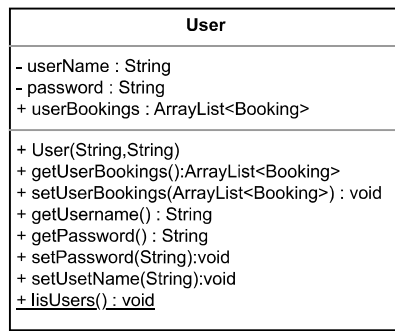 User
- userName : String
- password : String
+ userBookings : ArrayList<Booking>
+ User(String,String)
+ getUserBookings():ArrayList<Booking>
+ setUserBookings(ArrayList<Booking>) : void
+ getUsername() : String
+ getPassword() : String
+ setPassword(String):void
+ setUsetName(String):void
+ lisUsers() : void